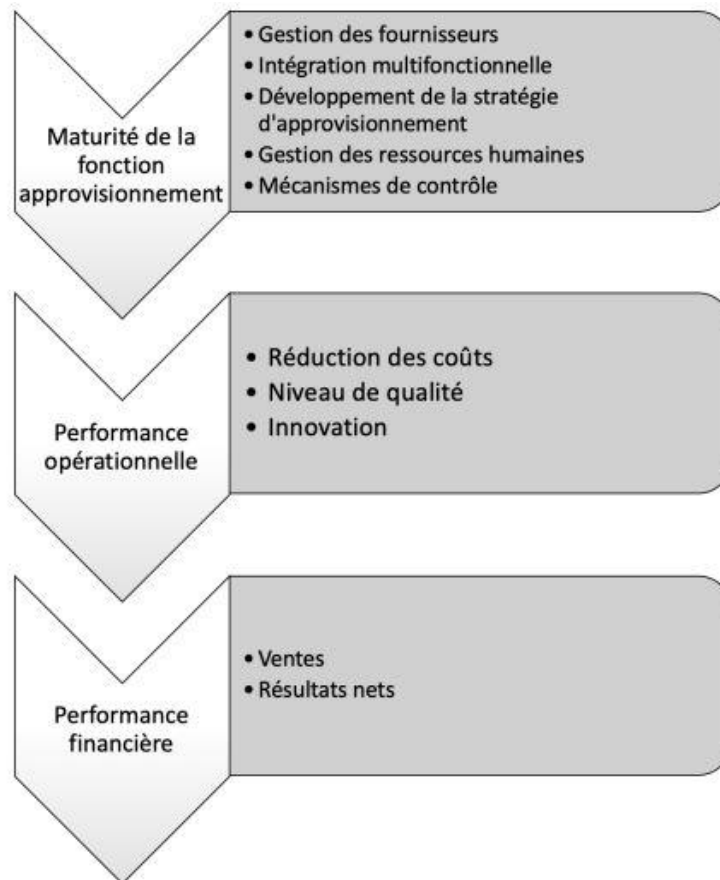 Maturité de la
fonction
approvisionnement
• Gestion des fournisseurs
• Intégration multifonctionnelle
• Développement de la stratégie
d'approvisionnement
• Gestion des ressources humaines
• Mécanismes de contrôle
Performance
opérationnelle
• Réduction des coûts
• Niveau de qualité
• Innovation
Performance
financière
• Ventes
• Résultats nets